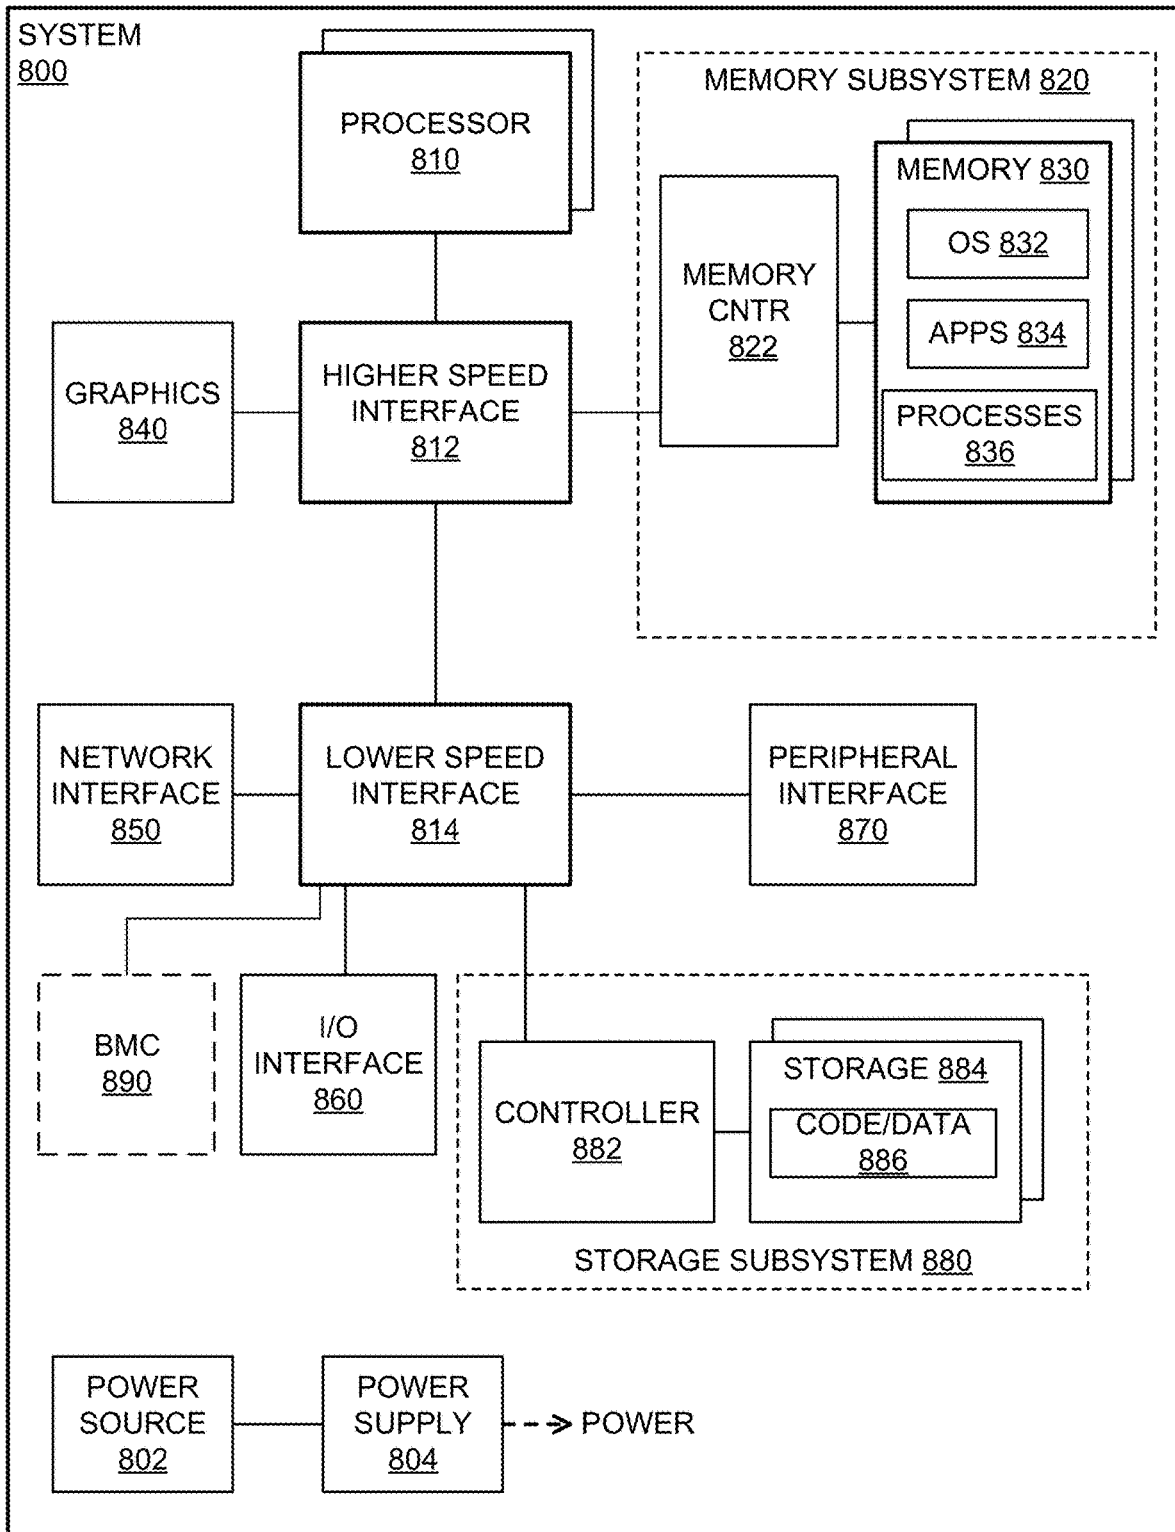 SYSTEM
800
PROCESSOR
810
MEMORY SUBSYSTEM 820
MEMORY 830
OS 832
APPS 834
PROCESSES
836
MEMORY
CNTR
822
GRAPHICS
840
HIGHER SPEED
INTERFACE
812
NETWORK
INTERFACE
850
LOWER SPEED
INTERFACE
814
PERIPHERAL
INTERFACE
870
BMC
890
I/O
INTERFACE
860
CONTROLLER
882
STORAGE 884
CODE/DATA
886
STORAGE SUBSYSTEM 880
POWER
SOURCE
802
POWER
SUPPLY
804
POWER